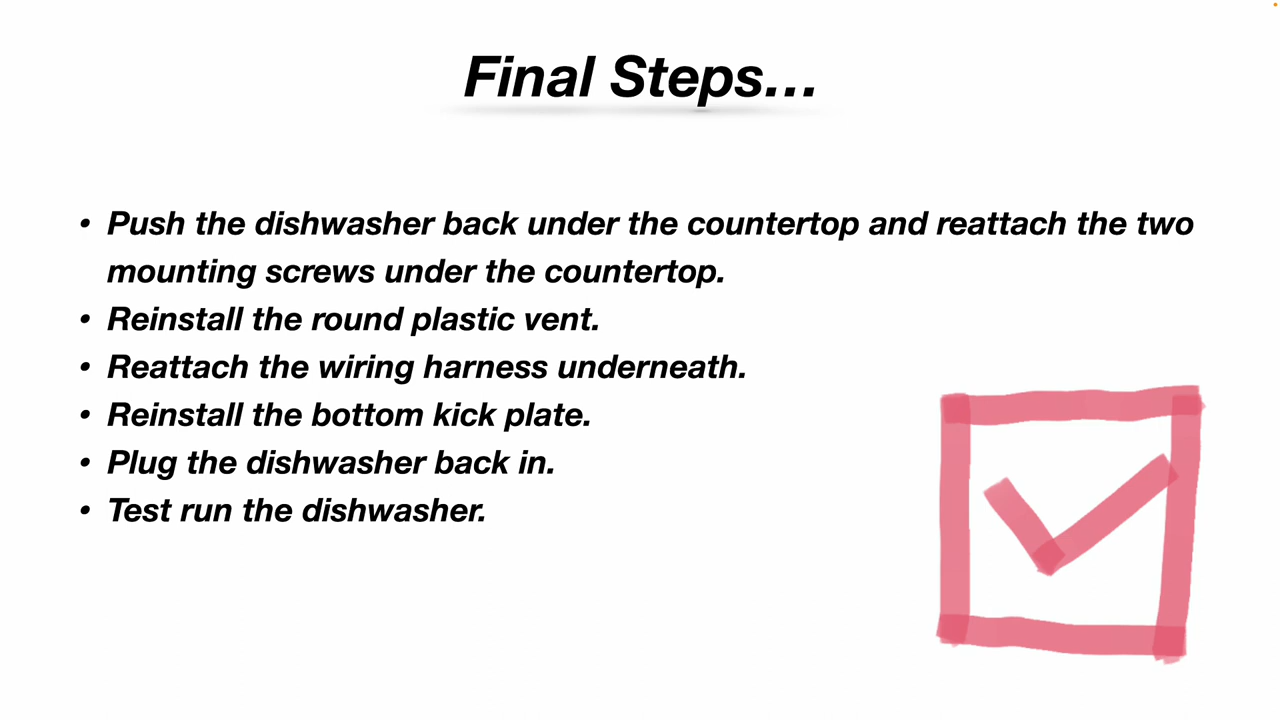 Final Steps...
• Push the dishwasher back under the countertop and reattach the two
mounting screws under the countertop.
• Reinstall the round plastic vent.
• Reattach the wiring harness underneath.
• Reinstall the bottom kick plate.
• Plug the dishwasher back in.
• Test run the dishwasher.